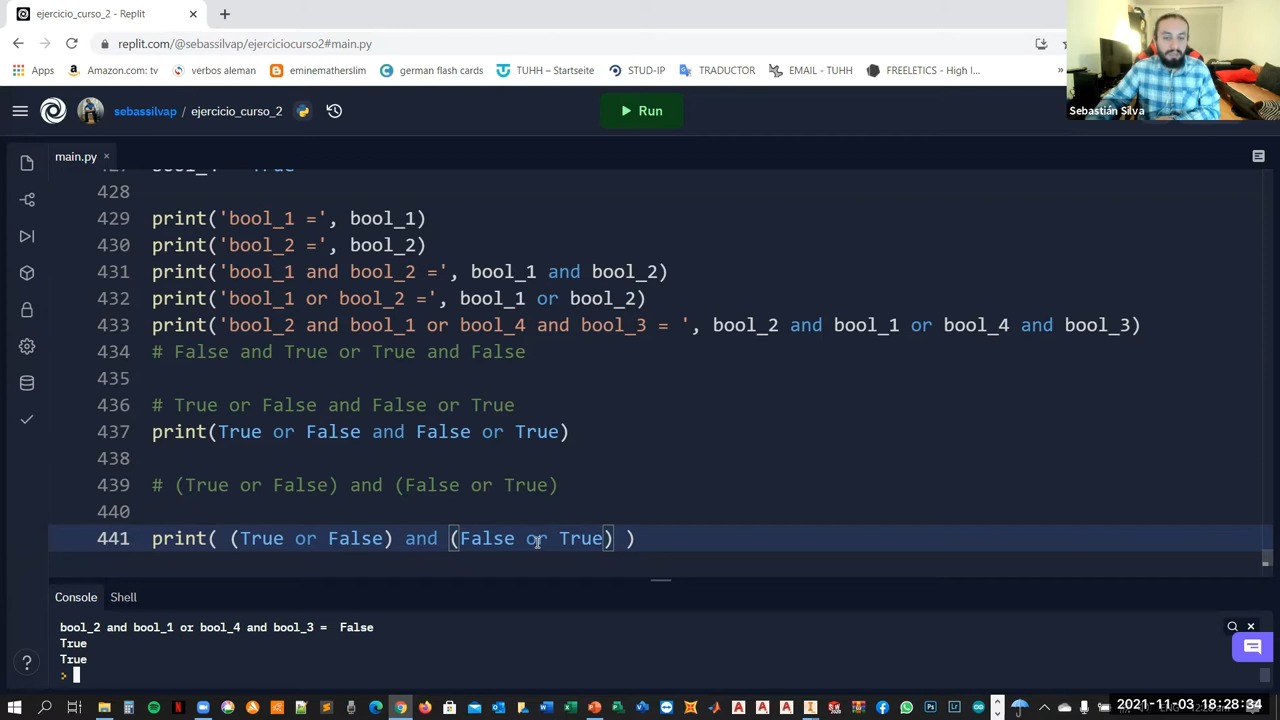 ejercicio_curso_2 - Replit
replit.com/@sebassilvap/ejerciciocurso2#main.py
Apps
Amazon.com: tv
verbos aleman
eminemathserslim
german flash cards
TUHH – Startseite
STUD-IP
TRADUCTOR
EMAIL - TUHH
FREELETICS - High I...
»
Sebastián Silva
sebassilvap / ejercicio_curso_2
Run
main.py
428
429 print('bool_1 =', bool_1)
430 print('bool_2 =', bool_2)
431 print('bool_1 and bool_2 =', bool_1 and bool_2)
432 print('bool_1 or bool_2 =', bool_1 or bool_2)
433 print('bool_2 and bool_1 or bool_4 and bool_3 = ', bool_2 and bool_1 or bool_4 and bool_3)
434 # False and True or True and False
435
436 # True or False and False or True
437 print(True or False and False or True)
438
439 # (True or False) and (False or True)
440
441 print( (True or False) and (False or True) )
Console
Shell
bool_2 and bool_1 or bool_4 and bool_3 =  False
True
True
2021-11-03 18:28:34